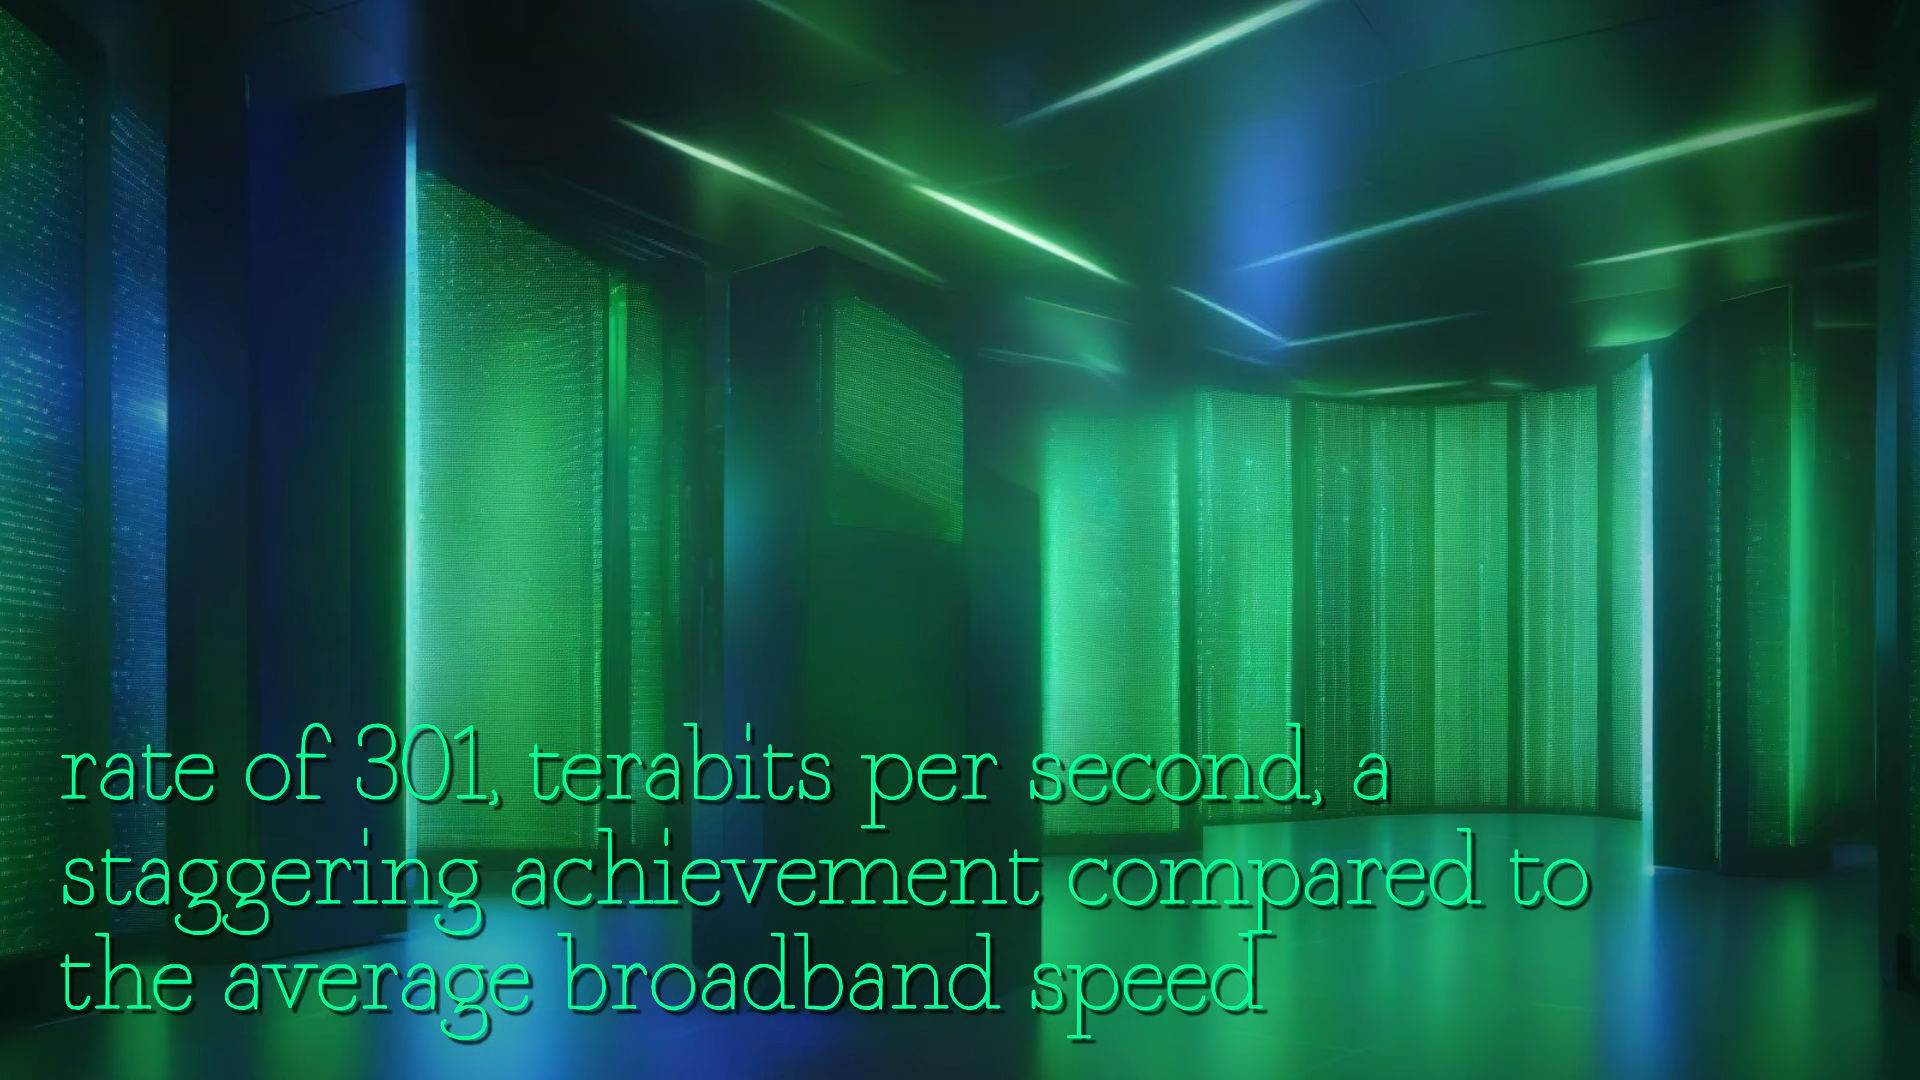 rate of 301, terabits per second, a
staggering achievement compared to
the average broadband speed